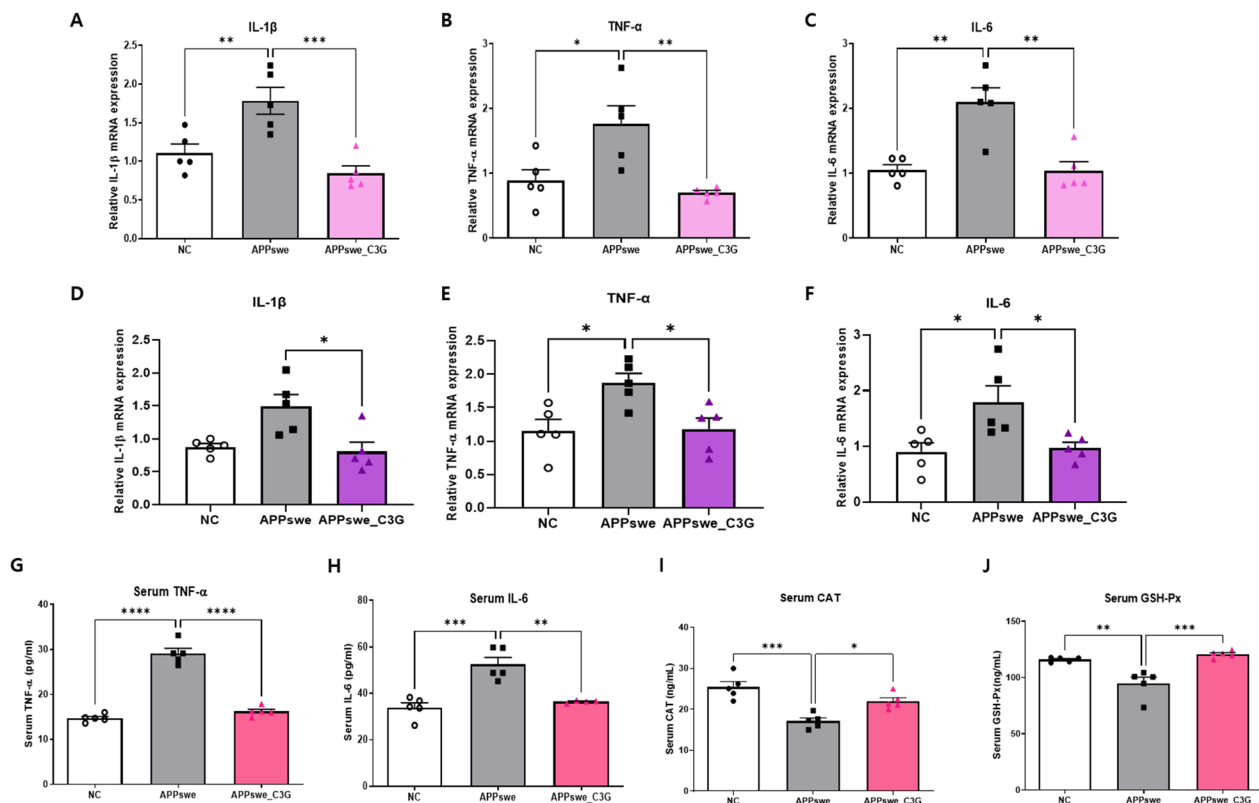 A
IL-1β
Relative IL-1β mRNA expression
2.5
2.0
1.5
1.0
0.5
0.0
**
***
NC
APPswe
APPswe_C3G
B
TNF-α
Relative TNF-α mRNA expression
3
2
1
0
*
**
NC
APPswe
APPswe_C3G
C
IL-6
Relative IL-6 mRNA expression
3
2
1
0
**
**
NC
APPswe
APPswe_C3G
D
IL-1β
Relative IL-1β mRNA expression
2.5
2.0
1.5
1.0
0.5
0.0
*
NC
APPswe
APPswe_C3G
E
TNF-α
Relative TNF-α mRNA expression
2.5
2.0
1.5
1.0
0.5
0.0
*
*
NC
APPswe
APPswe_C3G
F
IL-6
Relative IL-6 mRNA expression
3
2
1
0
*
*
NC
APPswe
APPswe_C3G
G
Serum TNF-α
Serum TNF-α (pg/ml)
40
30
20
10
0
****
****
NC
APPswe
APPswe_C3G
H
Serum IL-6
Serum IL-6 (pg/ml)
80
60
40
20
0
***
**
NC
APPswe
APPswe_C3G
I
Serum CAT
Serum CAT (ng/mL)
40
30
20
10
0
***
*
NC
APPswe
APPswe_C3G
J
Serum GSH-Px
Serum GSH-Px(ng/mL)
150
100
50
0
**
***
NC
APPswe
APPswe_C3G